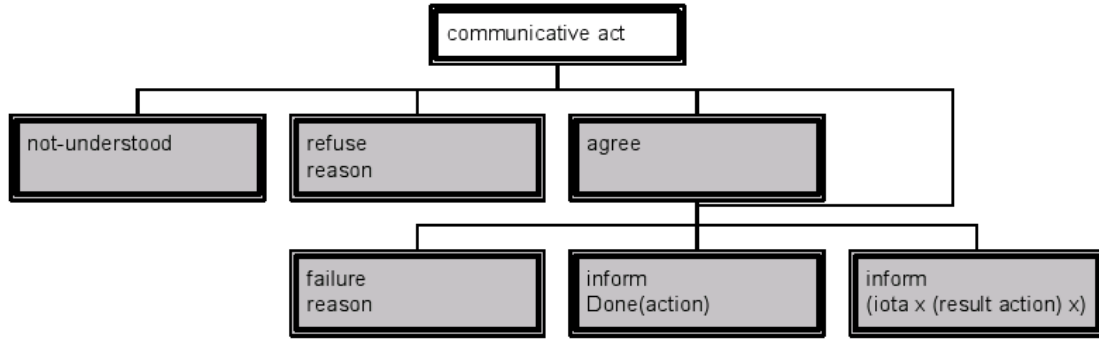 communicative act
not-understood
refuse
reason
agree
failure
reason
inform
Done(action)
inform
(iota x (result action) x)